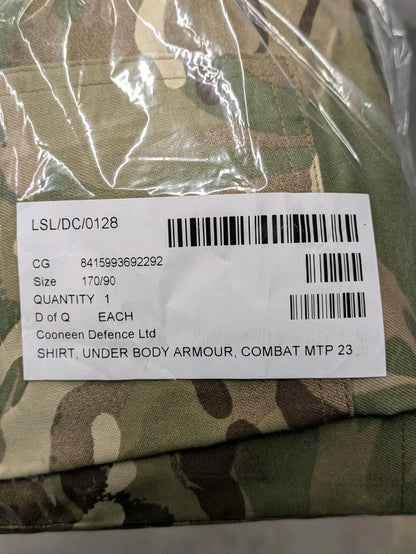 LSL/DC/0128
CG 8415993692292
Size 170/90
QUANTITY 1
D of Q EACH
Cooneen Defence Ltd
SHIRT, UNDER BODY ARMOUR, COMBAT MTP 23